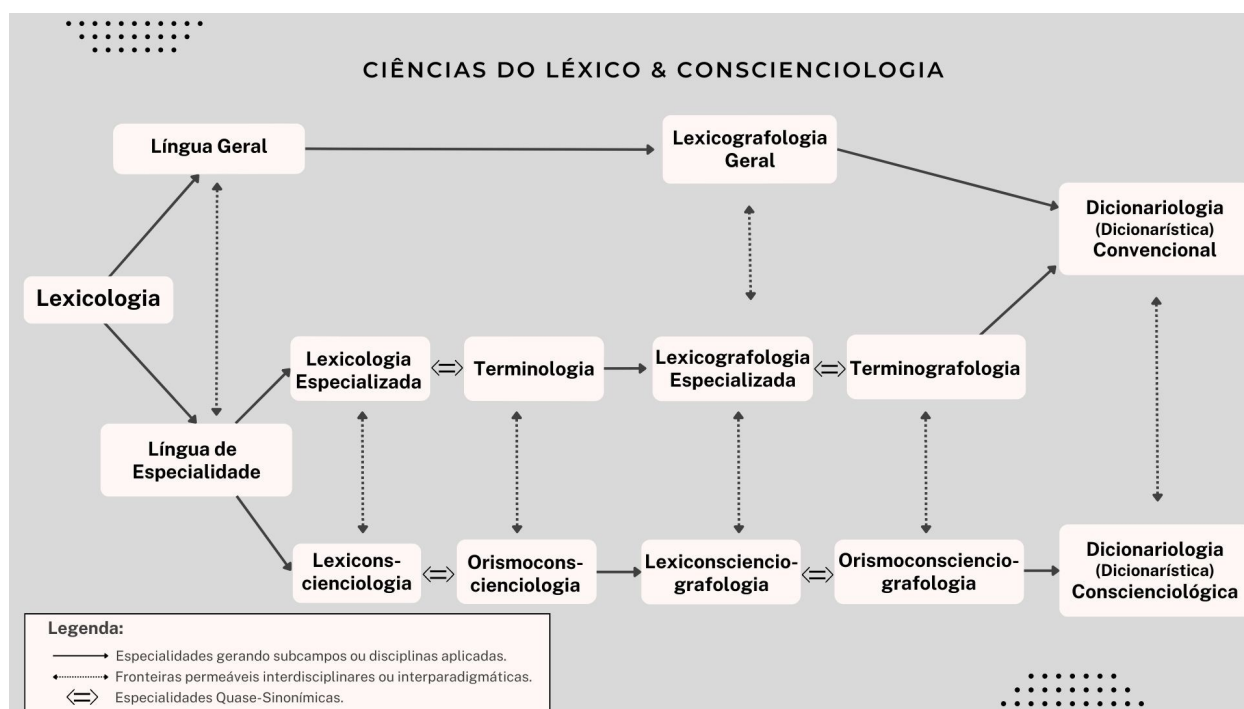 CIÊNCIAS DO LÉXICO & CONSCIENCIOLOGIA
Língua Geral
Lexicografologia
Geral
Dicionariologia
(Dicionarística)
Convencional
Lexicologia
Lexicologia
Especializada
Terminologia
Lexicografologia
Especializada
Terminografologia
Língua de
Especialidade
Lexicons-
cienciologia
Orismocons-
cienciologia
Lexiconsciencio-
grafologia
Orismoconsciencio-
grafologia
Dicionariologia
(Dicionarística)
Conscienciológica
Legenda:
Especialidades gerando subcampos ou disciplinas aplicadas.
Fronteiras permeáveis interdisciplinares ou interparadigmáticas.
Especialidades Quase-Sinonímicas.